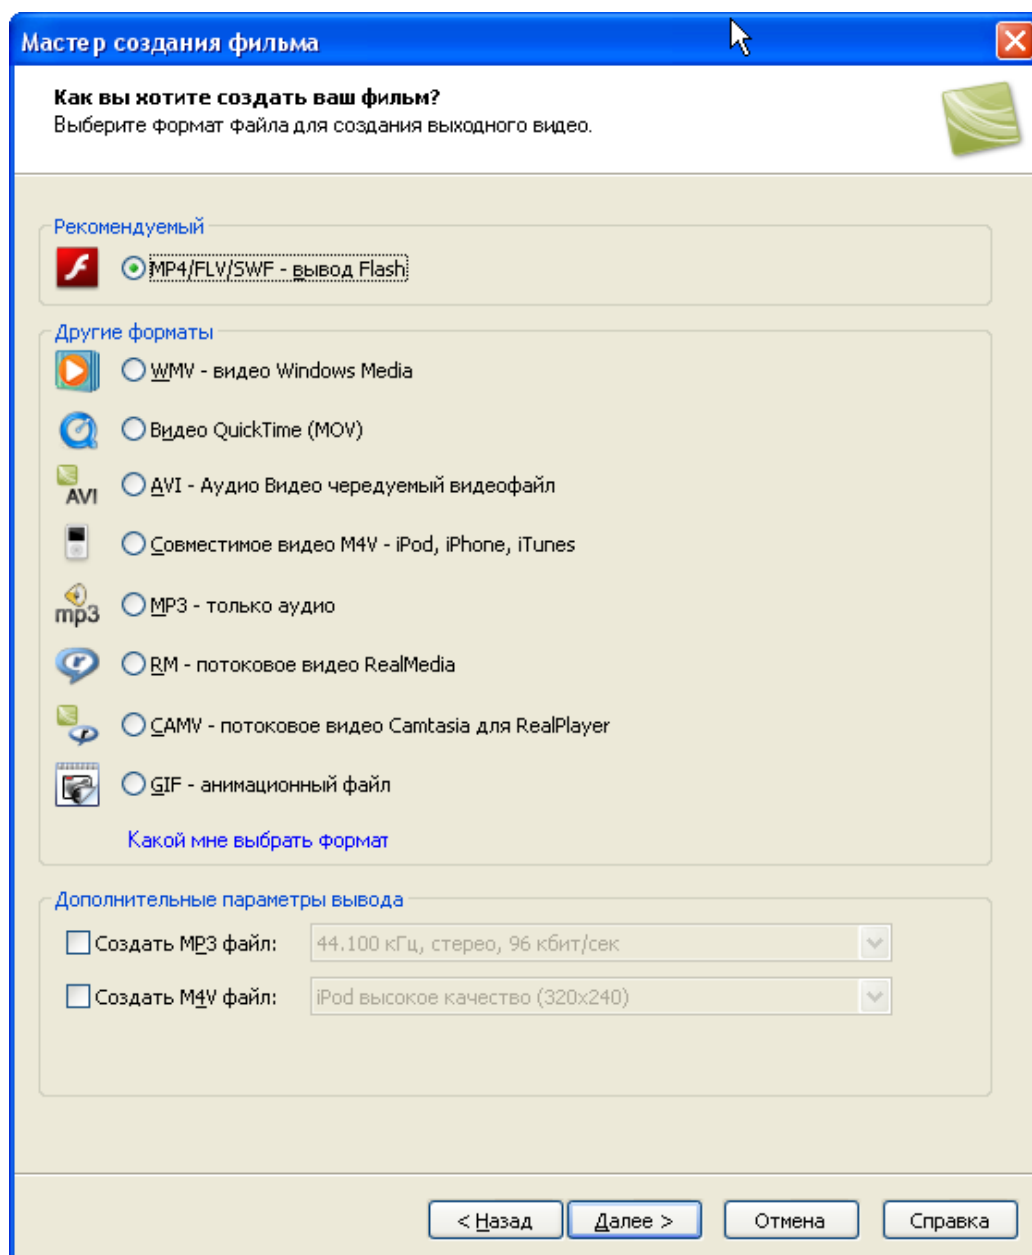 Мастер создания фильма
Как вы хотите создать ваш фильм?
Выберите формат файла для создания выходного видео.
Рекомендуемый
MP4/FLV/SWF - вывод Flash
Другие форматы
WMV - видео Windows Media
Видео QuickTime (MOV)
AVI
AVI - Аудио Видео чередуемый видеофайл
Совместимое видео M4V - iPod, iPhone, iTunes
mp3
MP3 - только аудио
RM - потоковое видео RealMedia
CAMV - потоковое видео Camtasia для RealPlayer
GIF - анимационный файл
Какой мне выбрать формат
Дополнительные параметры вывода
Создать MP3 файл: 44.100 кГц, стерео, 96 кбит/сек
Создать M4V файл: iPod высокое качество (320x240)
< Назад Далее > Отмена Справка